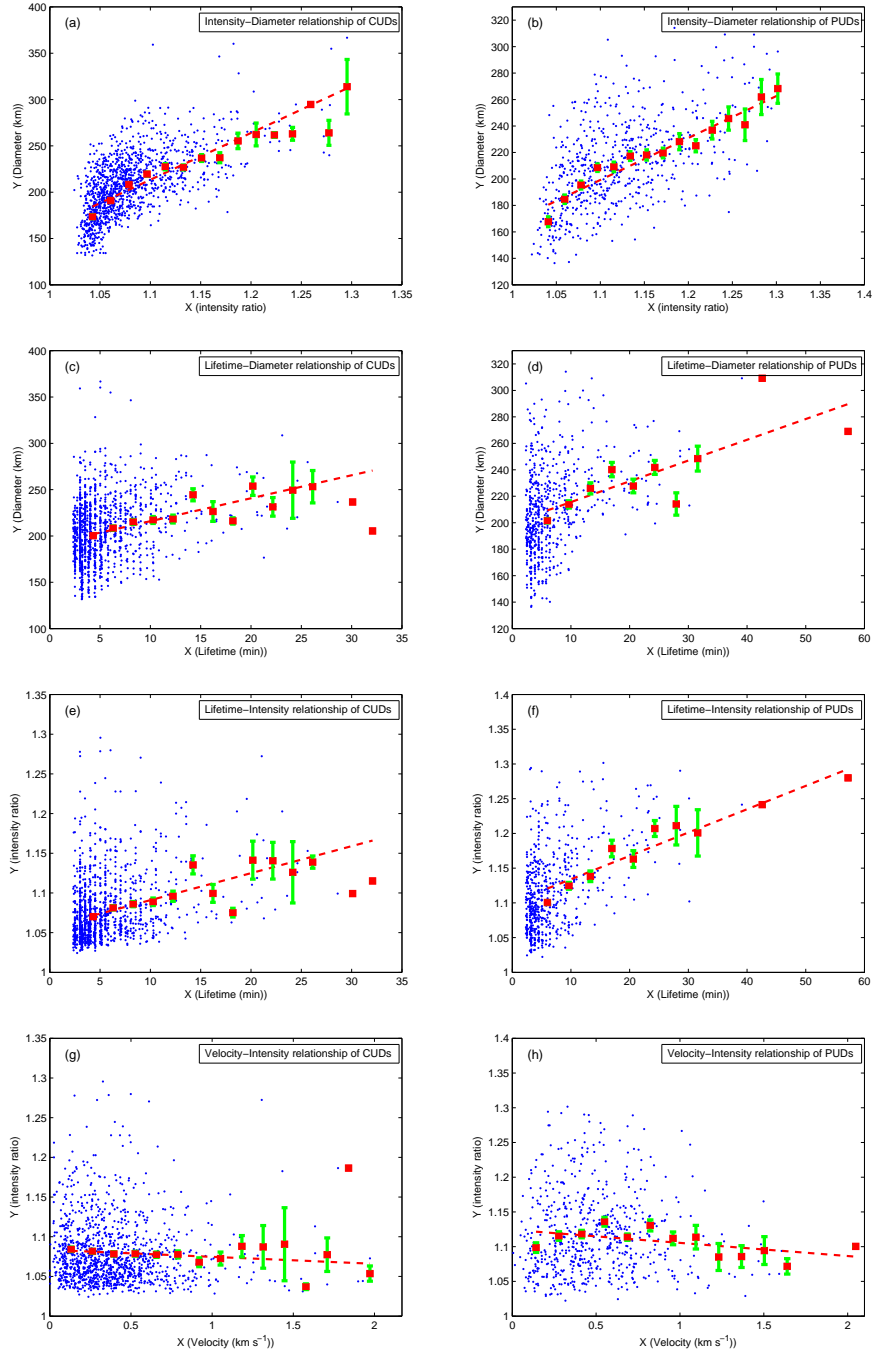 (a) Intensity−Diameter relationship of CUDs
400
350
300
250
200
150
100
Y (Diameter (km))
1 1.05 1.1 1.15 1.2 1.25 1.3 1.35
X (intensity ratio)
(b) Intensity−Diameter relationship of PUDs
320
300
280
260
240
220
200
180
160
140
120
Y (Diameter (km))
1 1.05 1.1 1.15 1.2 1.25 1.3 1.35 1.4
X (intensity ratio)
(c) Lifetime−Diameter relationship of CUDs
400
350
300
250
200
150
100
Y (Diameter (km))
0 5 10 15 20 25 30 35
X (Lifetime (min))
(d) Lifetime−Diameter relationship of PUDs
320
300
280
260
240
220
200
180
160
140
120
Y (Diameter (km))
0 10 20 30 40 50 60
X (Lifetime (min))
(e) Lifetime−Intensity relationship of CUDs
1.35
1.3
1.25
1.2
1.15
1.1
1.05
1
Y (intensity ratio)
0 5 10 15 20 25 30 35
X (Lifetime (min))
(f) Lifetime−Intensity relationship of PUDs
1.4
1.35
1.3
1.25
1.2
1.15
1.1
1.05
1
Y (intensity ratio)
0 10 20 30 40 50 60
X (Lifetime (min))
(g) Velocity−Intensity relationship of CUDs
1.35
1.3
1.25
1.2
1.15
1.1
1.05
1
Y (intensity ratio)
0 0.5 1 1.5 2
X (Velocity (km s⁻¹)
(h) Velocity−Intensity relationship of PUDs
1.4
1.35
1.3
1.25
1.2
1.15
1.1
1.05
1
Y (intensity ratio)
0 0.5 1 1.5 2
X (Velocity (km s⁻¹)